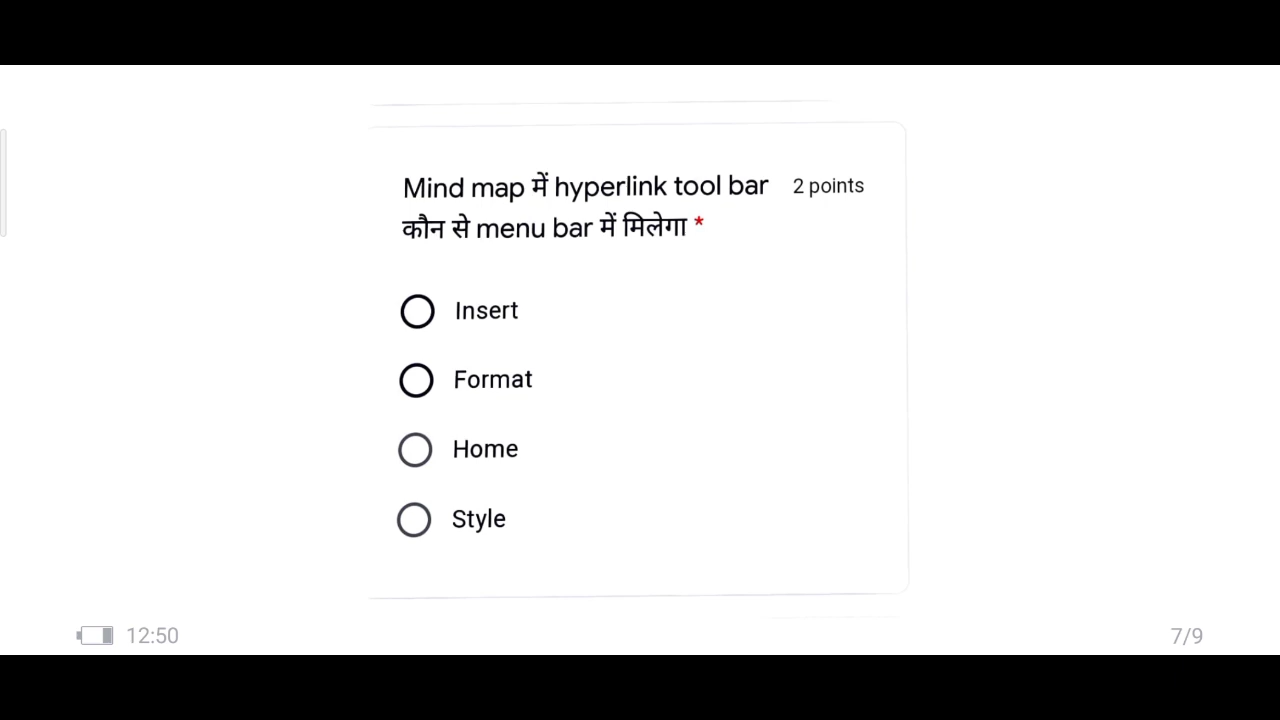 Mind map में hyperlink tool bar 2 points
कौन से menu bar में मिलेगा *
Insert
Format
Home
Style
12:50 7/9